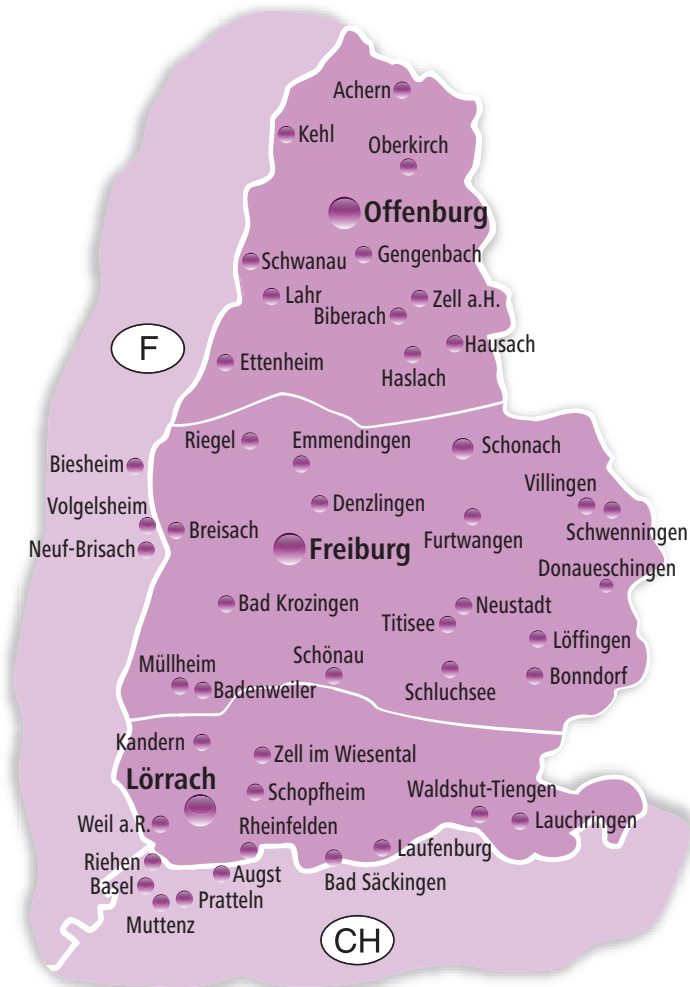 Achern
Kehl
Oberkirch
Offenburg
Schwanau
Gengenbach
Lahr
Zell a.H.
Biberach
F
Hausach
Ettenheim
Haslach
Riegel
Emmendingen
Schonach
Biesheim
Villingen
Volgelsheim
Denzlingen
Breisach
Furtwangen
Schwenningen
Neuf-Brisach
Freiburg
Donaueschingen
Bad Krozingen
Neustadt
Titisee
Löffingen
Müllheim
Schönau
Badenweiler
Schluchsee
Bonndorf
Kandern
Zell im Wiesental
Lörrach
Schopfheim
Waldshut-Tiengen
Weil a.R.
Rheinfelden
Lauchringen
Laufenburg
Riehen
Augst
Bad Säckingen
Basel
Pratteln
Muttenz
CH